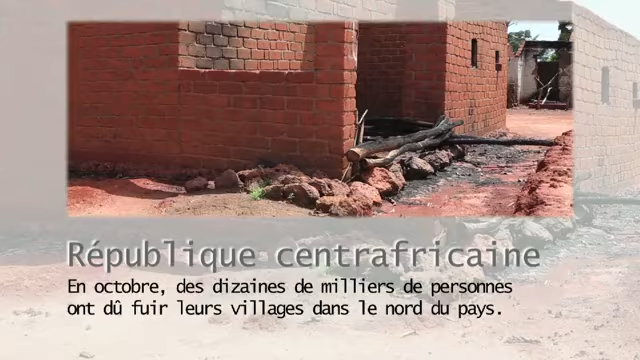 République centrafricaine
En octobre, des dizaines de milliers de personnes
ont dû fuir leurs villages dans le nord du pays.